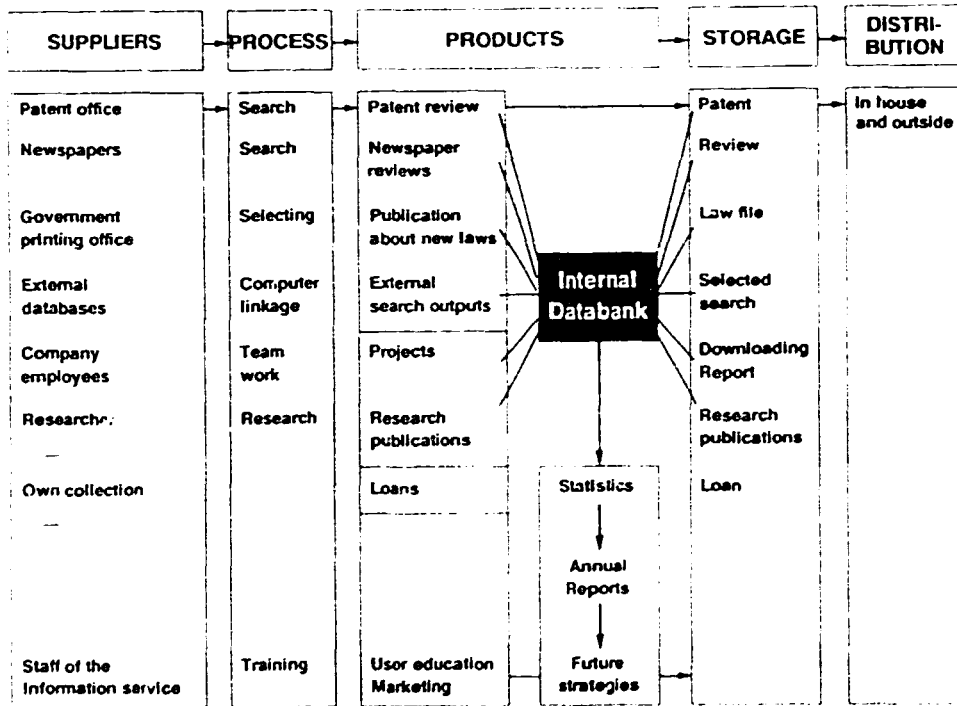 SUPPLIERS
PROCESS
PRODUCTS
STORAGE
DISTRI-
BUTION
Patent office
Search
Patent review
Patent
In house
and outside
Newspapers
Search
Newspaper
reviews
Review
Government
printing office
Selecting
Publication
about new laws
Law file
External
databases
Computer
linkage
External
search outputs
Internal
Databank
Selected
search
Company
employees
Team
work
Projects
Downloading
Report
Research
Research
publications
Research
publications
Own collection
Loans
Statistics
Loan
Annual
Reports
Staff of the
Information service
Training
User education
Marketing
Future
strategies